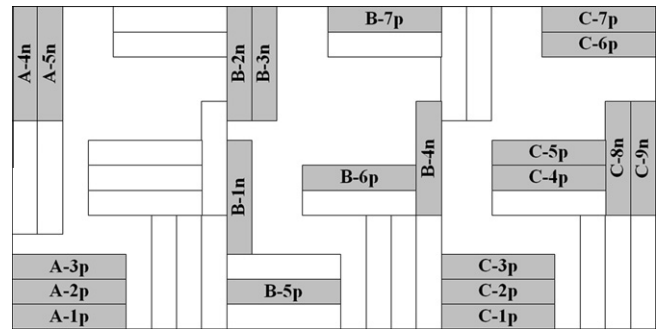 A-4n
A-5n
B-2n
B-3n
B-7p
C-7p
C-6p
B-1n
B-6p
B-4n
C-5p
C-4p
C-8n
C-9n
A-3p
A-2p
A-1p
B-5p
C-3p
C-2p
C-1p